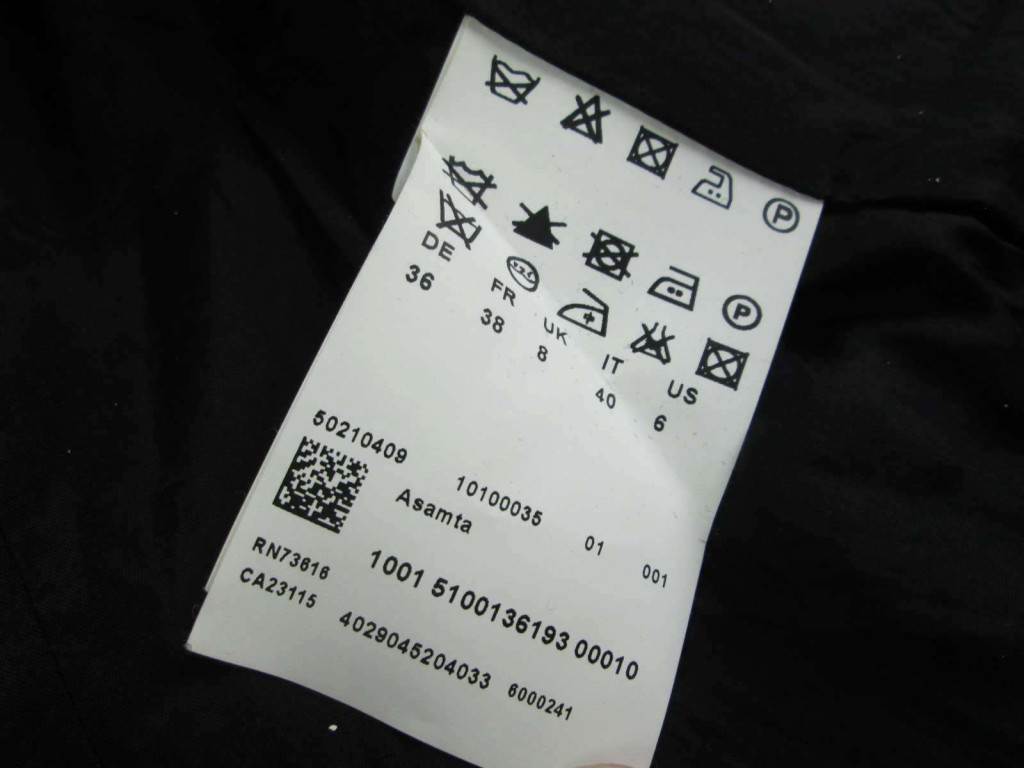 P
P
DE FR UK IT US
36 38 8 40 6
50210409 10100035 01 001
Asamta
RN73616 1001 5100136193 00010
CA23115 4029045204033 6000241